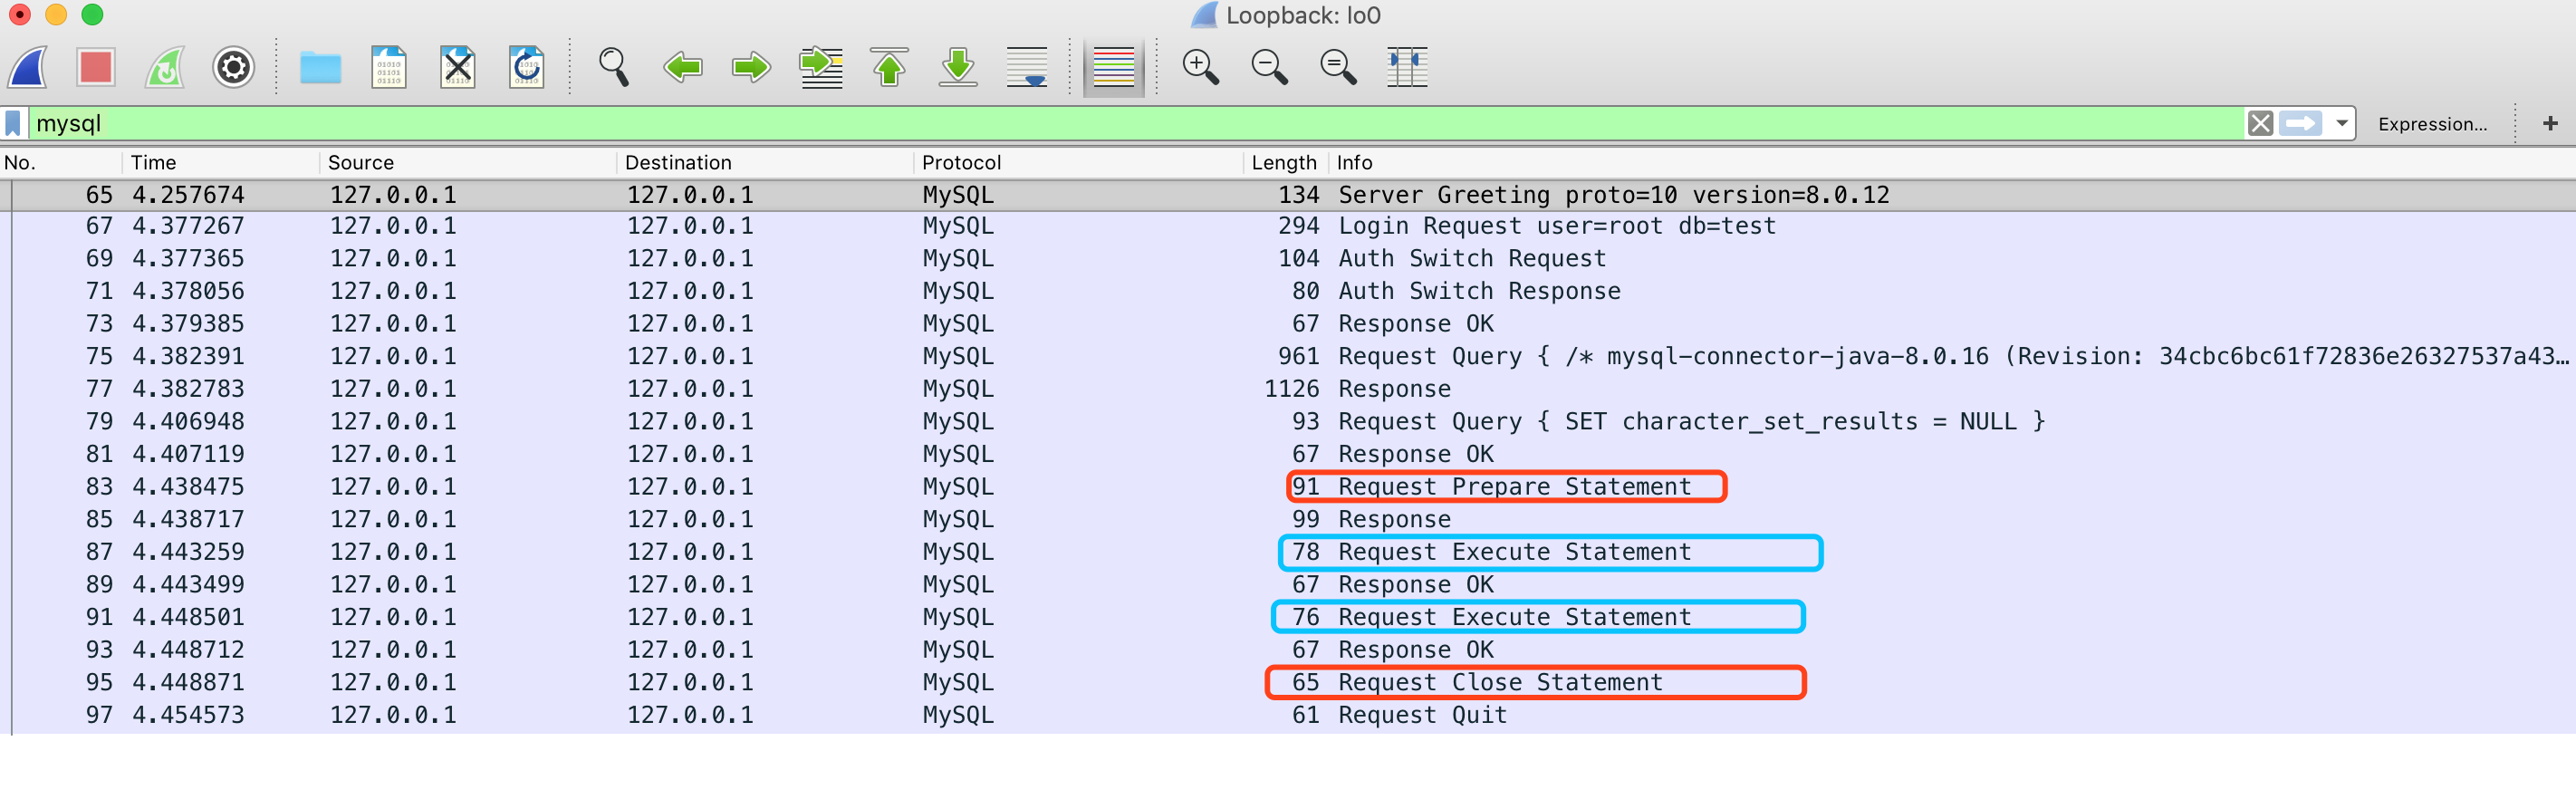 Loopback: lo0
mysql
Expression...
+
No. Time Source Destination Protocol Length Info
65 4.257674 127.0.0.1 127.0.0.1 MySQL 134 Server Greeting proto=10 version=8.0.12
67 4.377267 127.0.0.1 127.0.0.1 MySQL 294 Login Request user=root db=test
69 4.377365 127.0.0.1 127.0.0.1 MySQL 104 Auth Switch Request
71 4.378056 127.0.0.1 127.0.0.1 MySQL 80 Auth Switch Response
73 4.379385 127.0.0.1 127.0.0.1 MySQL 67 Response OK
75 4.382391 127.0.0.1 127.0.0.1 MySQL 961 Request Query { /* mysql-connector-java-8.0.16 (Revision: 34cbc6bc61f72836e26327537a43…
77 4.382783 127.0.0.1 127.0.0.1 MySQL 1126 Response
79 4.406948 127.0.0.1 127.0.0.1 MySQL 93 Request Query { SET character_set_results = NULL }
81 4.407119 127.0.0.1 127.0.0.1 MySQL 67 Response OK
83 4.438475 127.0.0.1 127.0.0.1 MySQL 91 Request Prepare Statement
85 4.438717 127.0.0.1 127.0.0.1 MySQL 99 Response
87 4.443259 127.0.0.1 127.0.0.1 MySQL 78 Request Execute Statement
89 4.443499 127.0.0.1 127.0.0.1 MySQL 67 Response OK
91 4.448501 127.0.0.1 127.0.0.1 MySQL 76 Request Execute Statement
93 4.448712 127.0.0.1 127.0.0.1 MySQL 67 Response OK
95 4.448871 127.0.0.1 127.0.0.1 MySQL 65 Request Close Statement
97 4.454573 127.0.0.1 127.0.0.1 MySQL 61 Request Quit